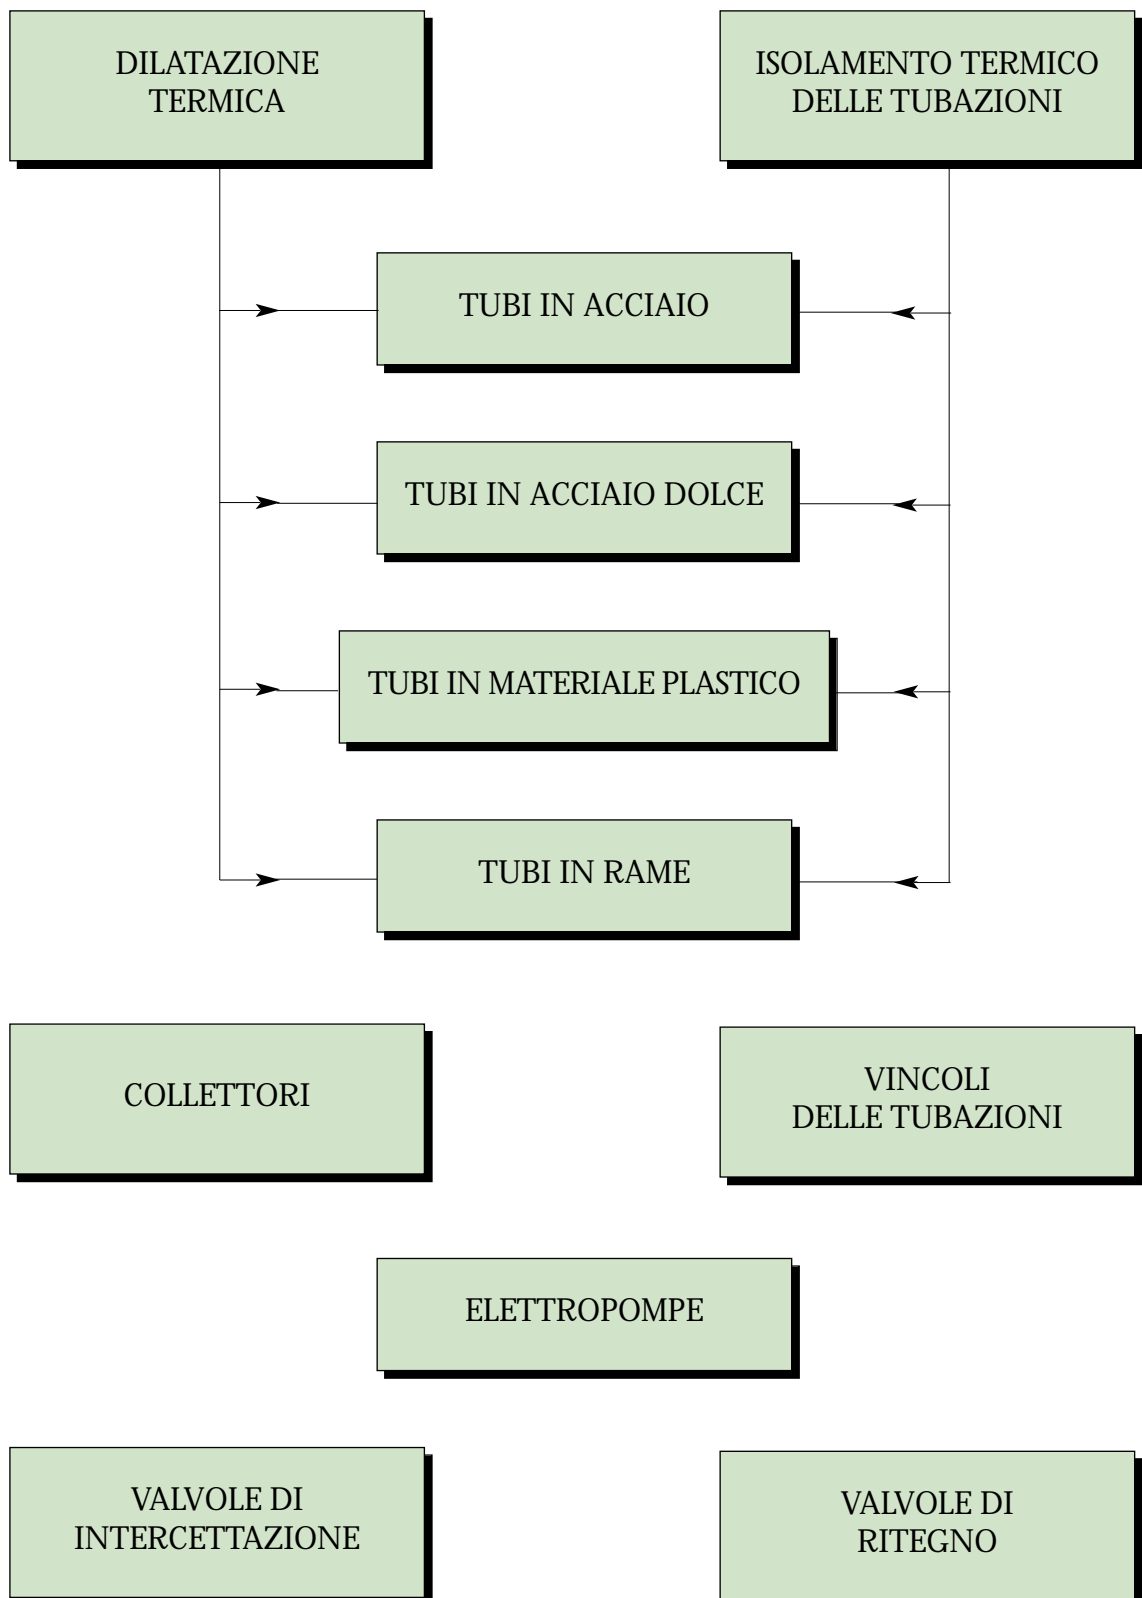 DILATAZIONE
TERMICA
ISOLAMENTO TERMICO
DELLE TUBAZIONI
TUBI IN ACCIAIO
TUBI IN ACCIAIO DOLCE
TUBI IN MATERIALE PLASTICO
TUBI IN RAME
COLLETTORI
VINCOLI
DELLE TUBAZIONI
ELETTROPOMPE
VALVOLE DI
INTERCETTAZIONE
VALVOLE DI
RITEGNO